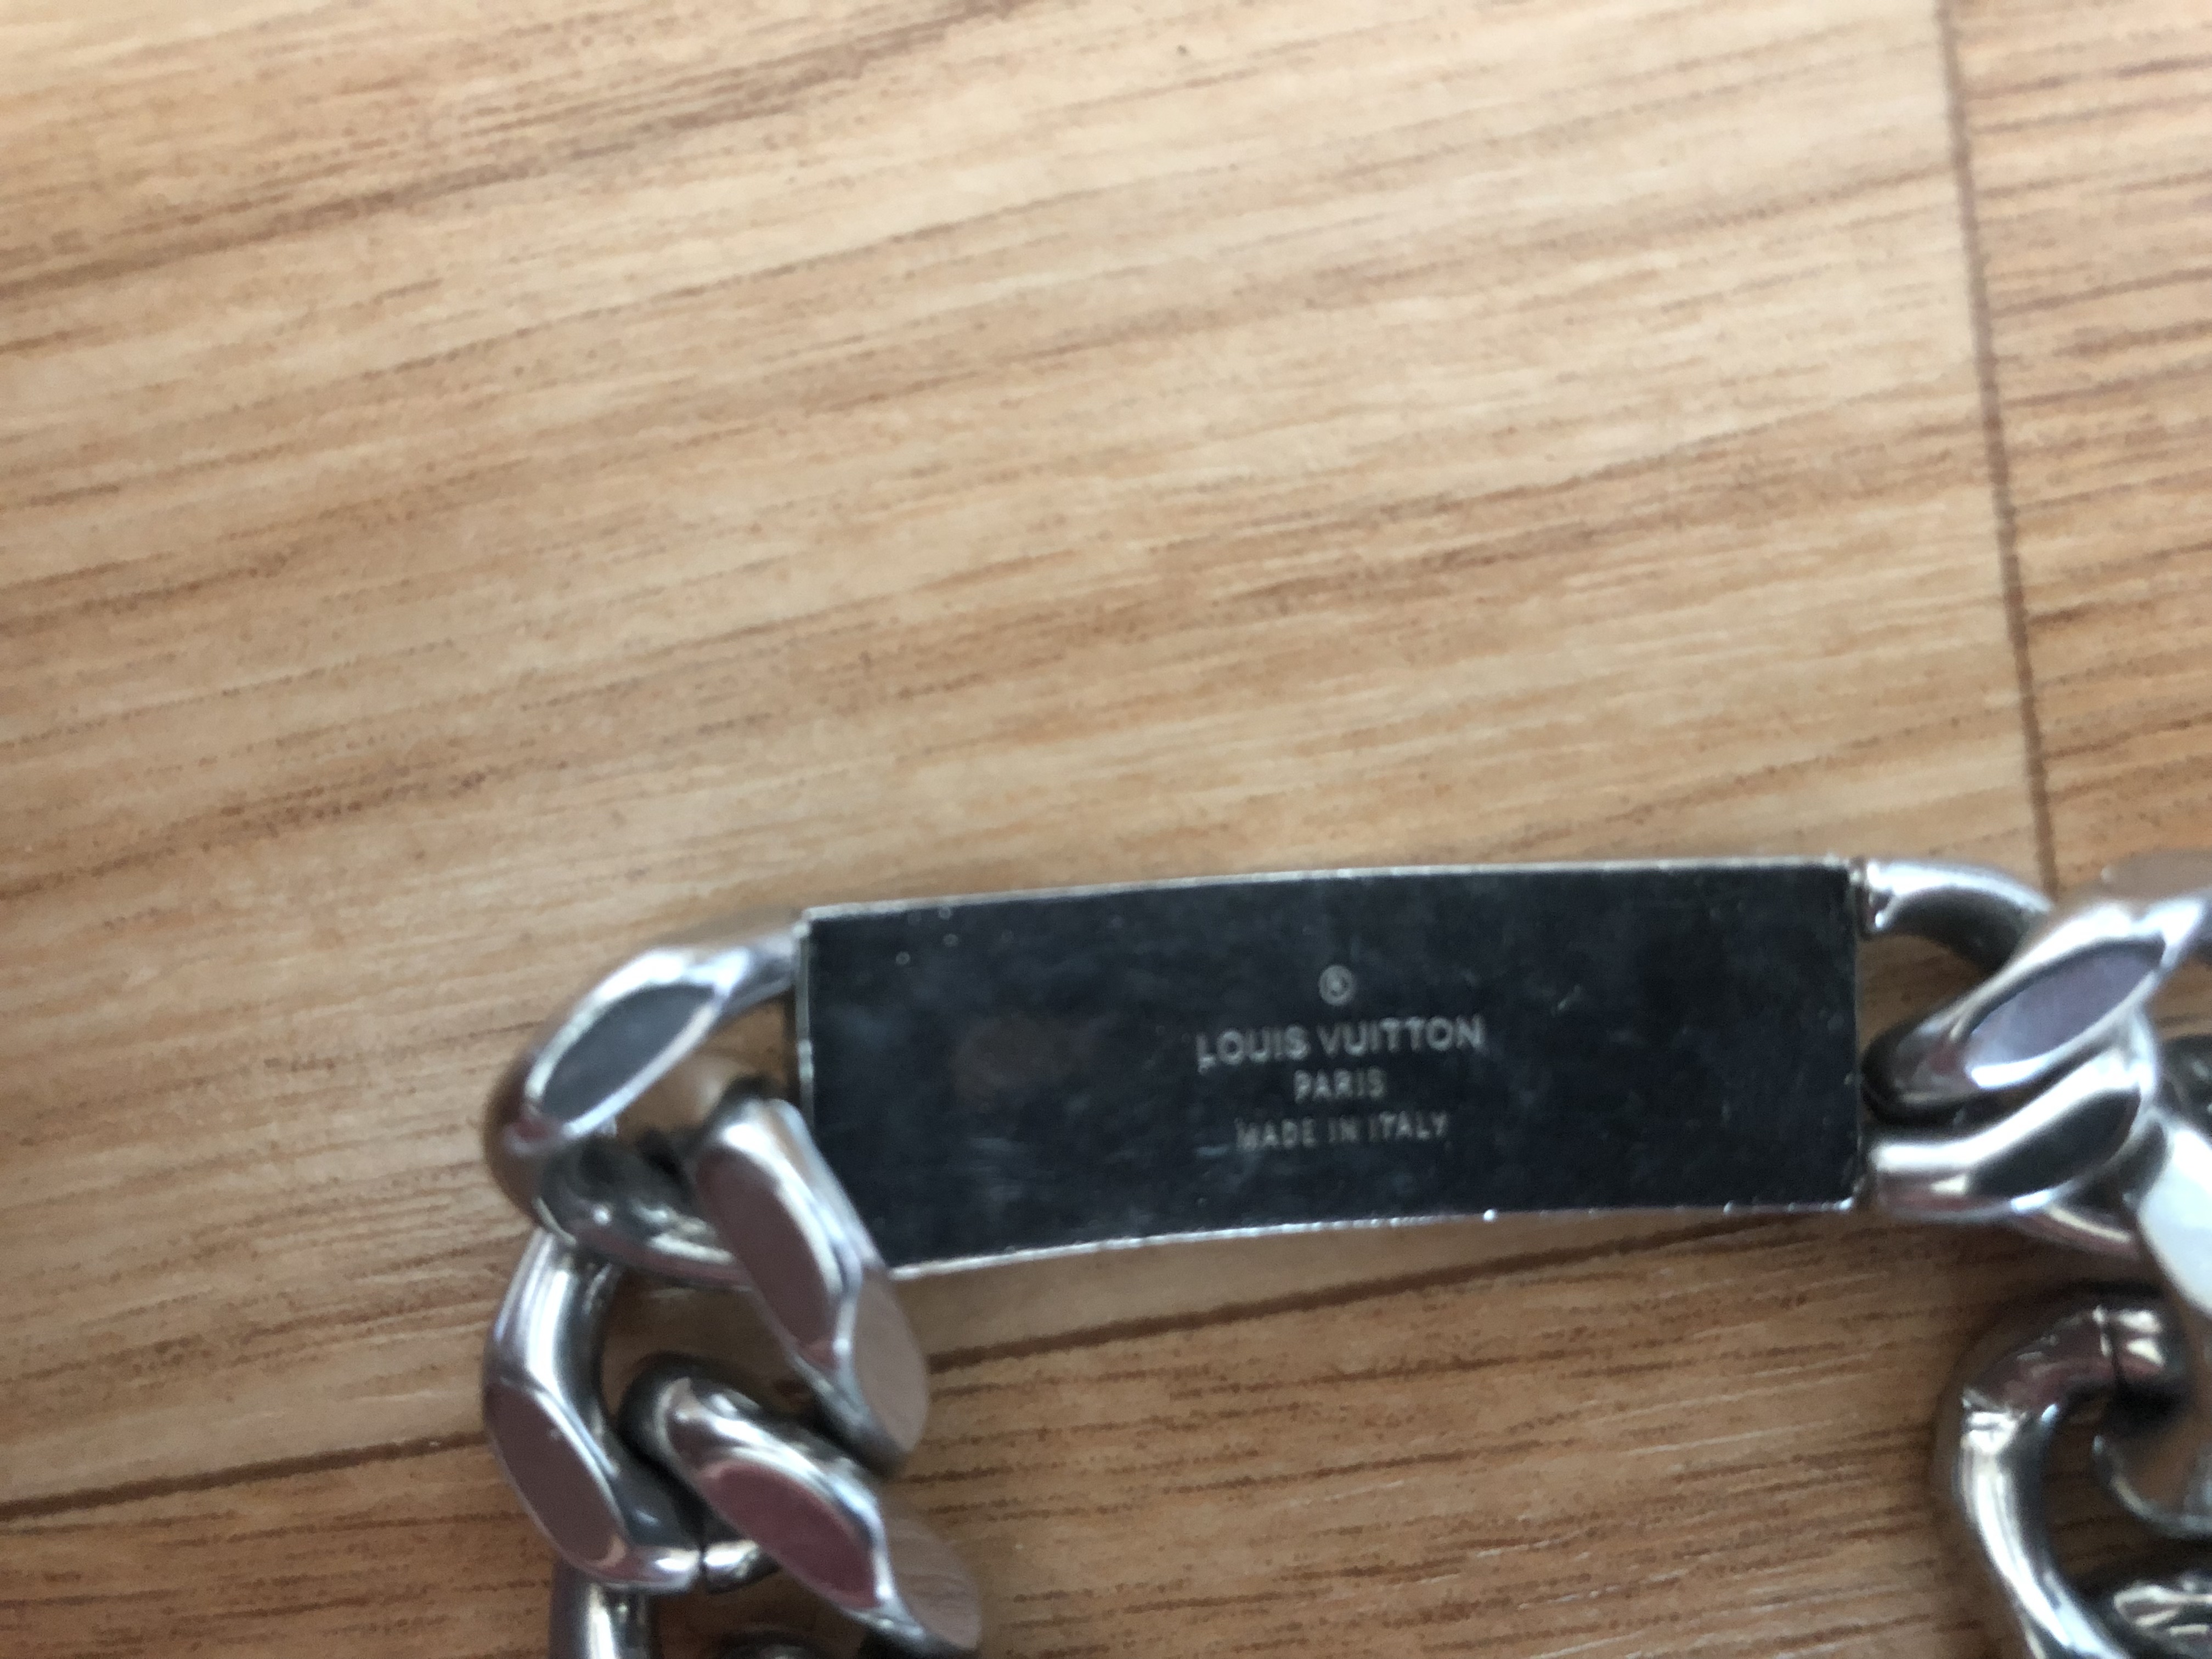 ®
LOUIS VUITTON
PARIS
MADE IN ITALY